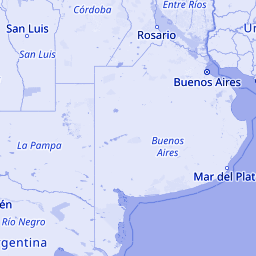 Córdoba
Entre Ríos
San Luis
Rosario
San Luis
Buenos Aires
La Pampa
Buenos
Aires
Mar del Plat
Río Negro
gentina